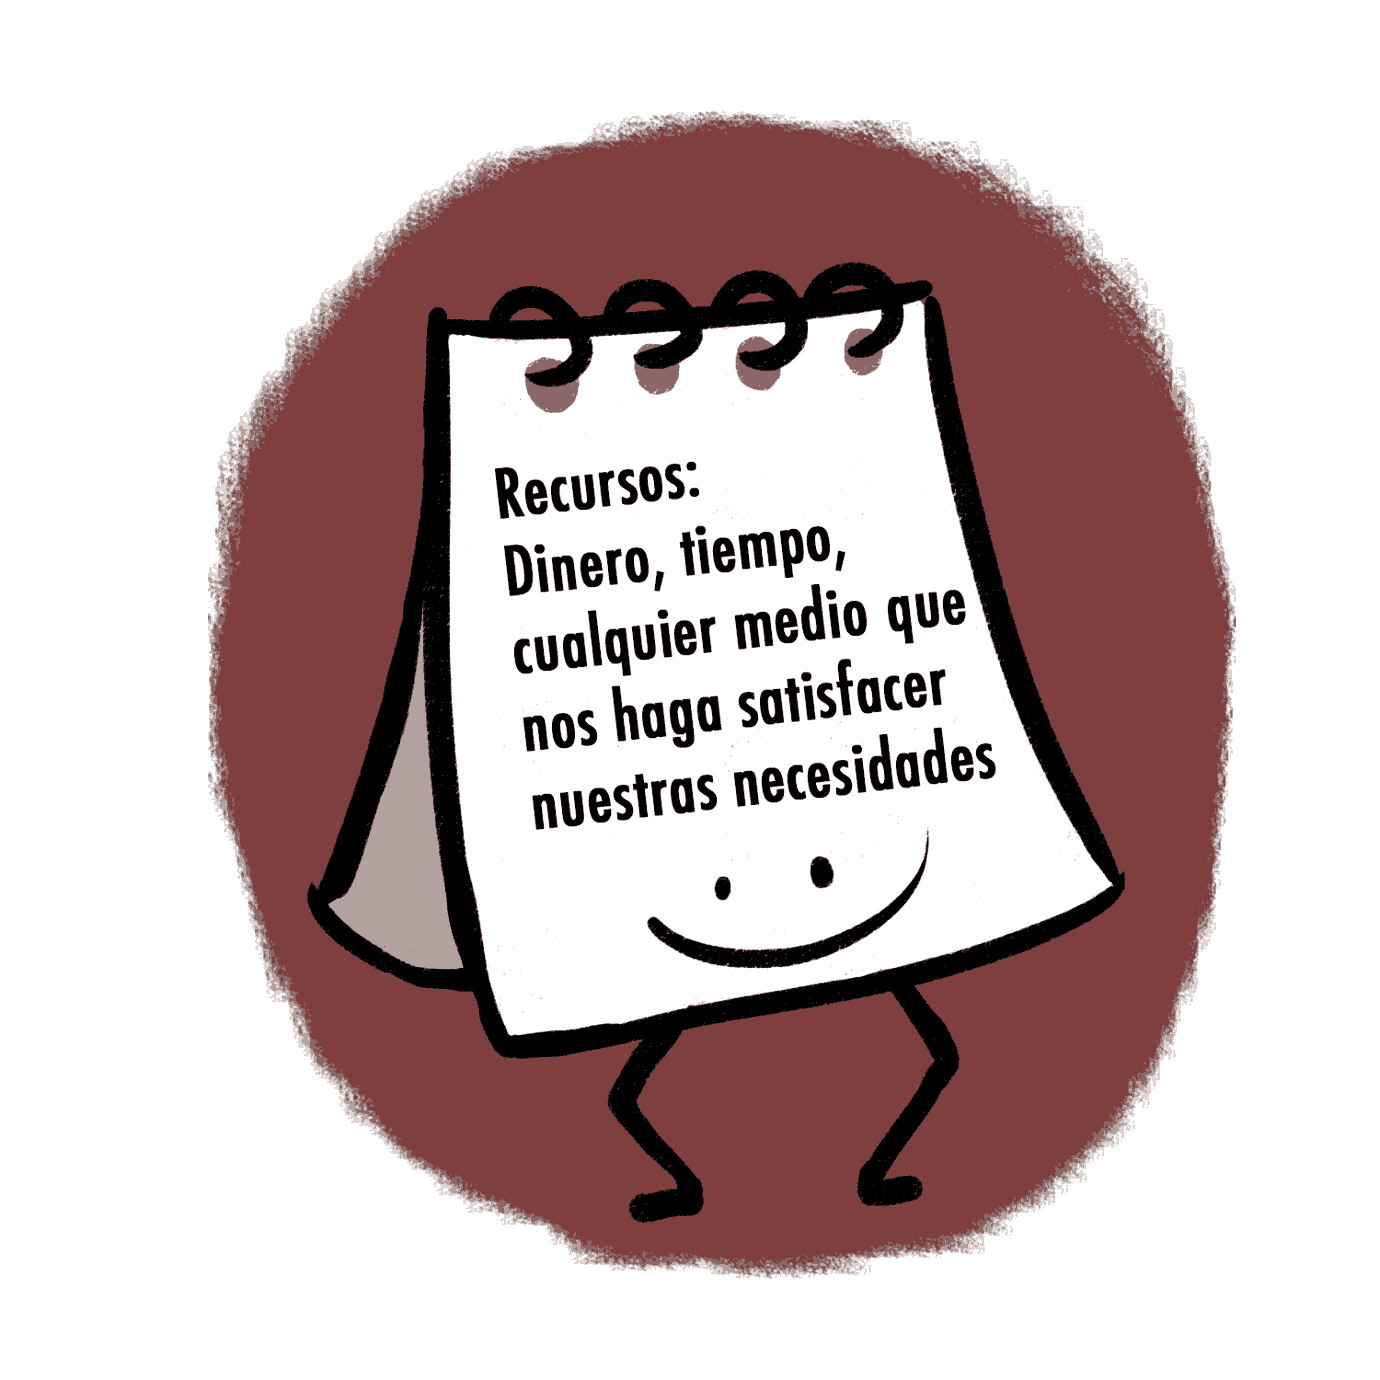 Recursos:
Dinero, tiempo,
cualquier medio que
nos haga satisfacer
nuestras necesidades